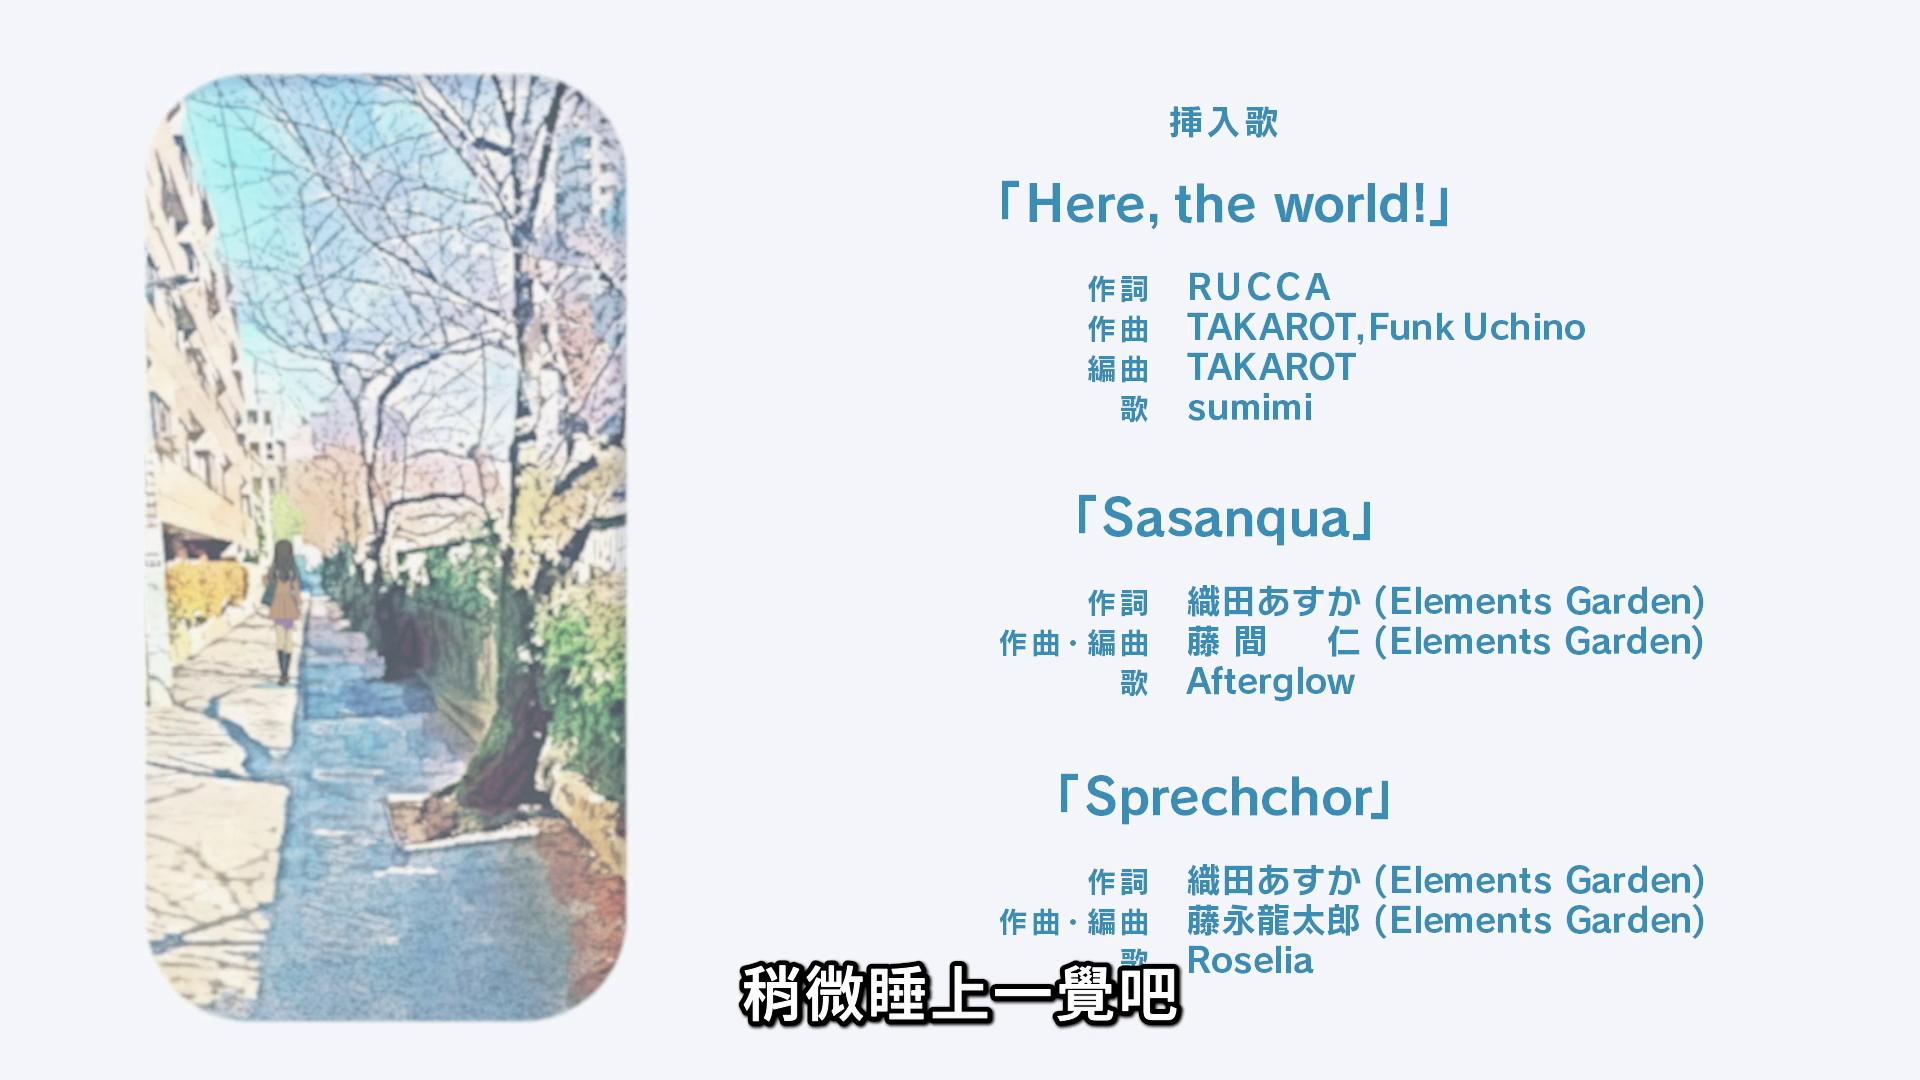 挿入歌
「Here, the world!」
作詞 RUCCA
作曲 TAKAROT,Funk Uchino
編曲 TAKAROT
歌 sumimi
「Sasanqua」
作詞 織田あすか (Elements Garden)
作曲・編曲 藤間 仁 (Elements Garden)
歌 Afterglow
「Sprechchor」
作詞 織田あすか (Elements Garden)
作曲・編曲 藤永龍太郎 (Elements Garden)
歌 Roselia
稍微睡上一覺吧